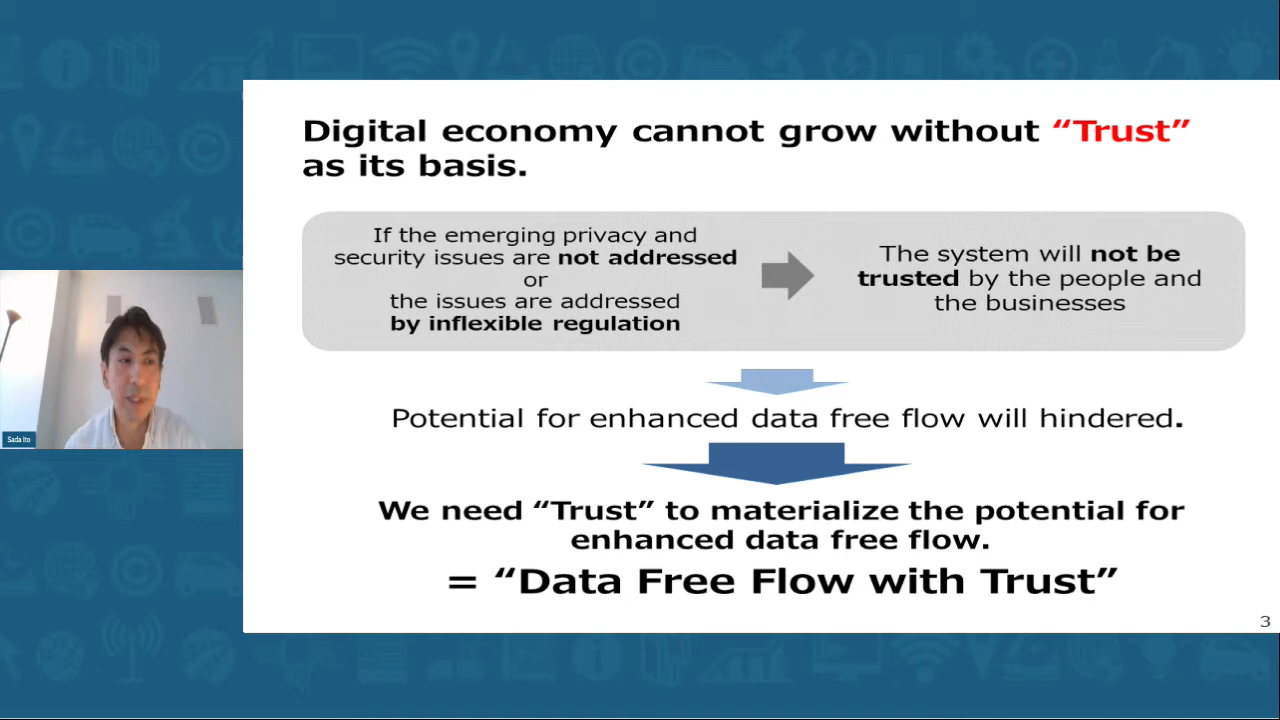 Digital economy cannot grow without “Trust”
as its basis.
If the emerging privacy and
security issues are not addressed
or
the issues are addressed
by inflexible regulation
The system will not be
trusted by the people and
the businesses
Potential for enhanced data free flow will hindered.
We need “Trust” to materialize the potential for
enhanced data free flow.
= “Data Free Flow with Trust”
3
Sada Ito